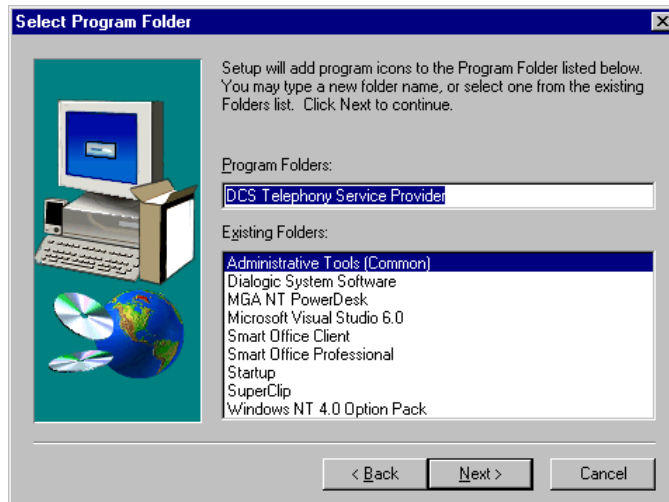 Select Program Folder
Setup will add program icons to the Program Folder listed below.
You may type a new folder name, or select one from the existing
Folders list. Click Next to continue.
Program Folders:
DCS Telephony Service Provider
Existing Folders:
Administrative Tools (Common)
Dialogic System Software
MGA NT PowerDesk
Microsoft Visual Studio 6.0
Smart Office Client
Smart Office Professional
Startup
SuperClip
Windows NT 4.0 Option Pack
< Back
Next >
Cancel